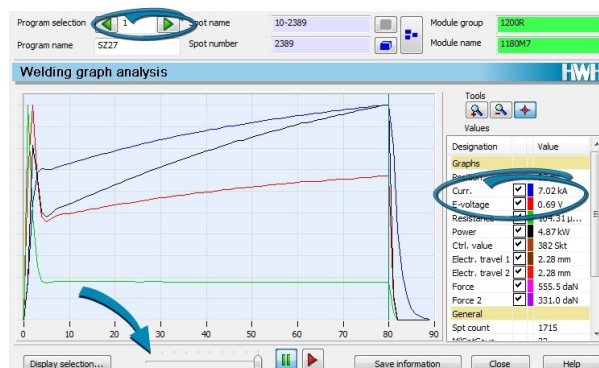 Program selection 1 Spot name 10-2389 Module group 1200R
Program name SZ27 Spot number 2389 Module name 1180M7
Welding graph analysis HWH
Tools
Values
Designation Value
Graphs
Position
Curr. 7.02 kA
E-voltage 0.69 V
Resistance 104.31 µ...
Power 4.87 kW
Ctrl. value 382 Skt
Electr. travel 1 2.28 mm
Electr. travel 2 2.28 mm
Force 555.5 daN
Force 2 531.0 daN
General
Spt count 1715
0 10 20 30 40 50 60 70 80 90
Display selection... Save information Close Help